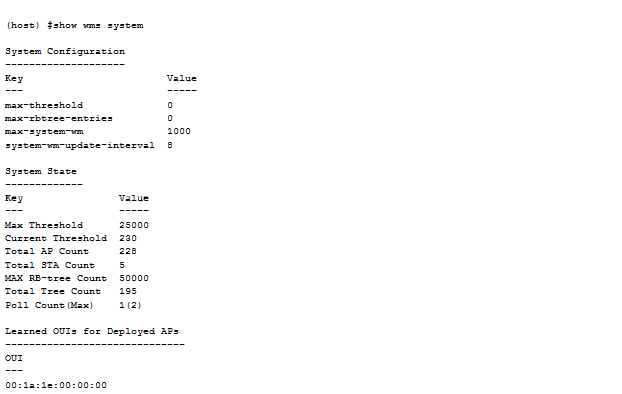 (host) #show wms system
System Configuration
--------------------
Key                        Value
---                        -----
max-threshold              0
max-rbtree-entries         0
max-system-wm              1000
system-wm-update-interval  8
System State
-------------
Key                Value
---                -----
Max Threshold      25000
Current Threshold  230
Total AP Count     228
Total STA Count    5
MAX RB-tree Count  50000
Total Tree Count   195
Poll Count(Max)    1(2)
Learned OUIs for Deployed APs
------------------------------
OUI
---
00:1a:1e:00:00:00